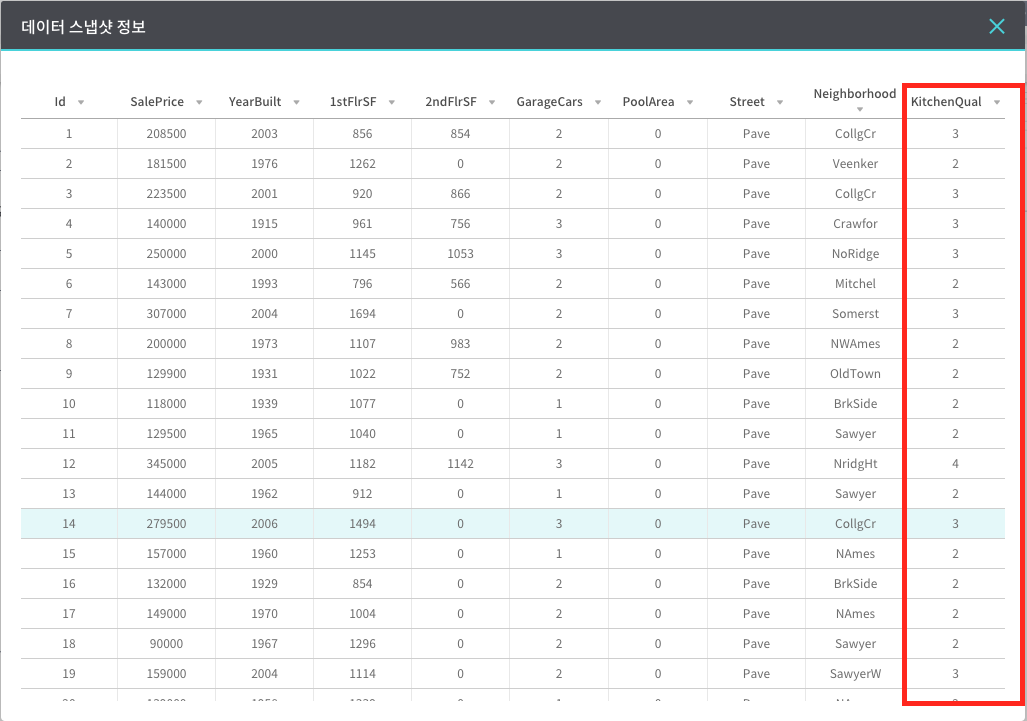 데이터 스냅샷 정보
Id SalePrice YearBuilt 1stFlrSF 2ndFlrSF GarageCars PoolArea Street Neighborhood KitchenQual
1 208500 2003 856 854 2 0 Pave CollgCr 3
2 181500 1976 1262 0 2 0 Pave Veenker 2
3 223500 2001 920 866 2 0 Pave CollgCr 3
4 140000 1915 961 756 3 0 Pave Crawfor 3
5 250000 2000 1145 1053 3 0 Pave NoRidge 3
6 143000 1993 796 566 2 0 Pave Mitchel 2
7 307000 2004 1694 0 2 0 Pave Somerst 3
8 200000 1973 1107 983 2 0 Pave NWAmes 2
9 129900 1931 1022 752 2 0 Pave OldTown 2
10 118000 1939 1077 0 1 0 Pave BrkSide 2
11 129500 1965 1040 0 1 0 Pave Sawyer 2
12 345000 2005 1182 1142 3 0 Pave NridgHt 4
13 144000 1962 912 0 1 0 Pave Sawyer 2
14 279500 2006 1494 0 3 0 Pave CollgCr 3
15 157000 1960 1253 0 1 0 Pave NAmes 2
16 132000 1929 854 0 2 0 Pave BrkSide 2
17 149000 1970 1004 0 2 0 Pave NAmes 2
18 90000 1967 1296 0 2 0 Pave Sawyer 2
19 159000 2004 1114 0 2 0 Pave SawyerW 3